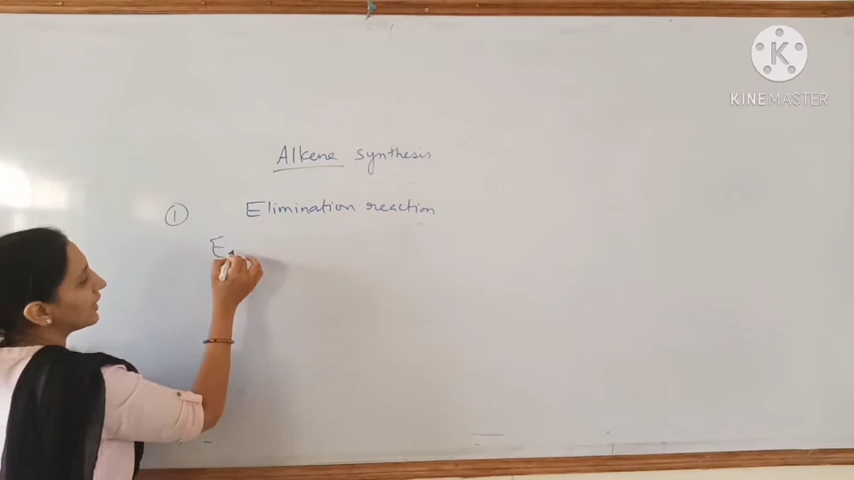 KINEMASTER
Alkene synthesis
① Elimination reaction
E